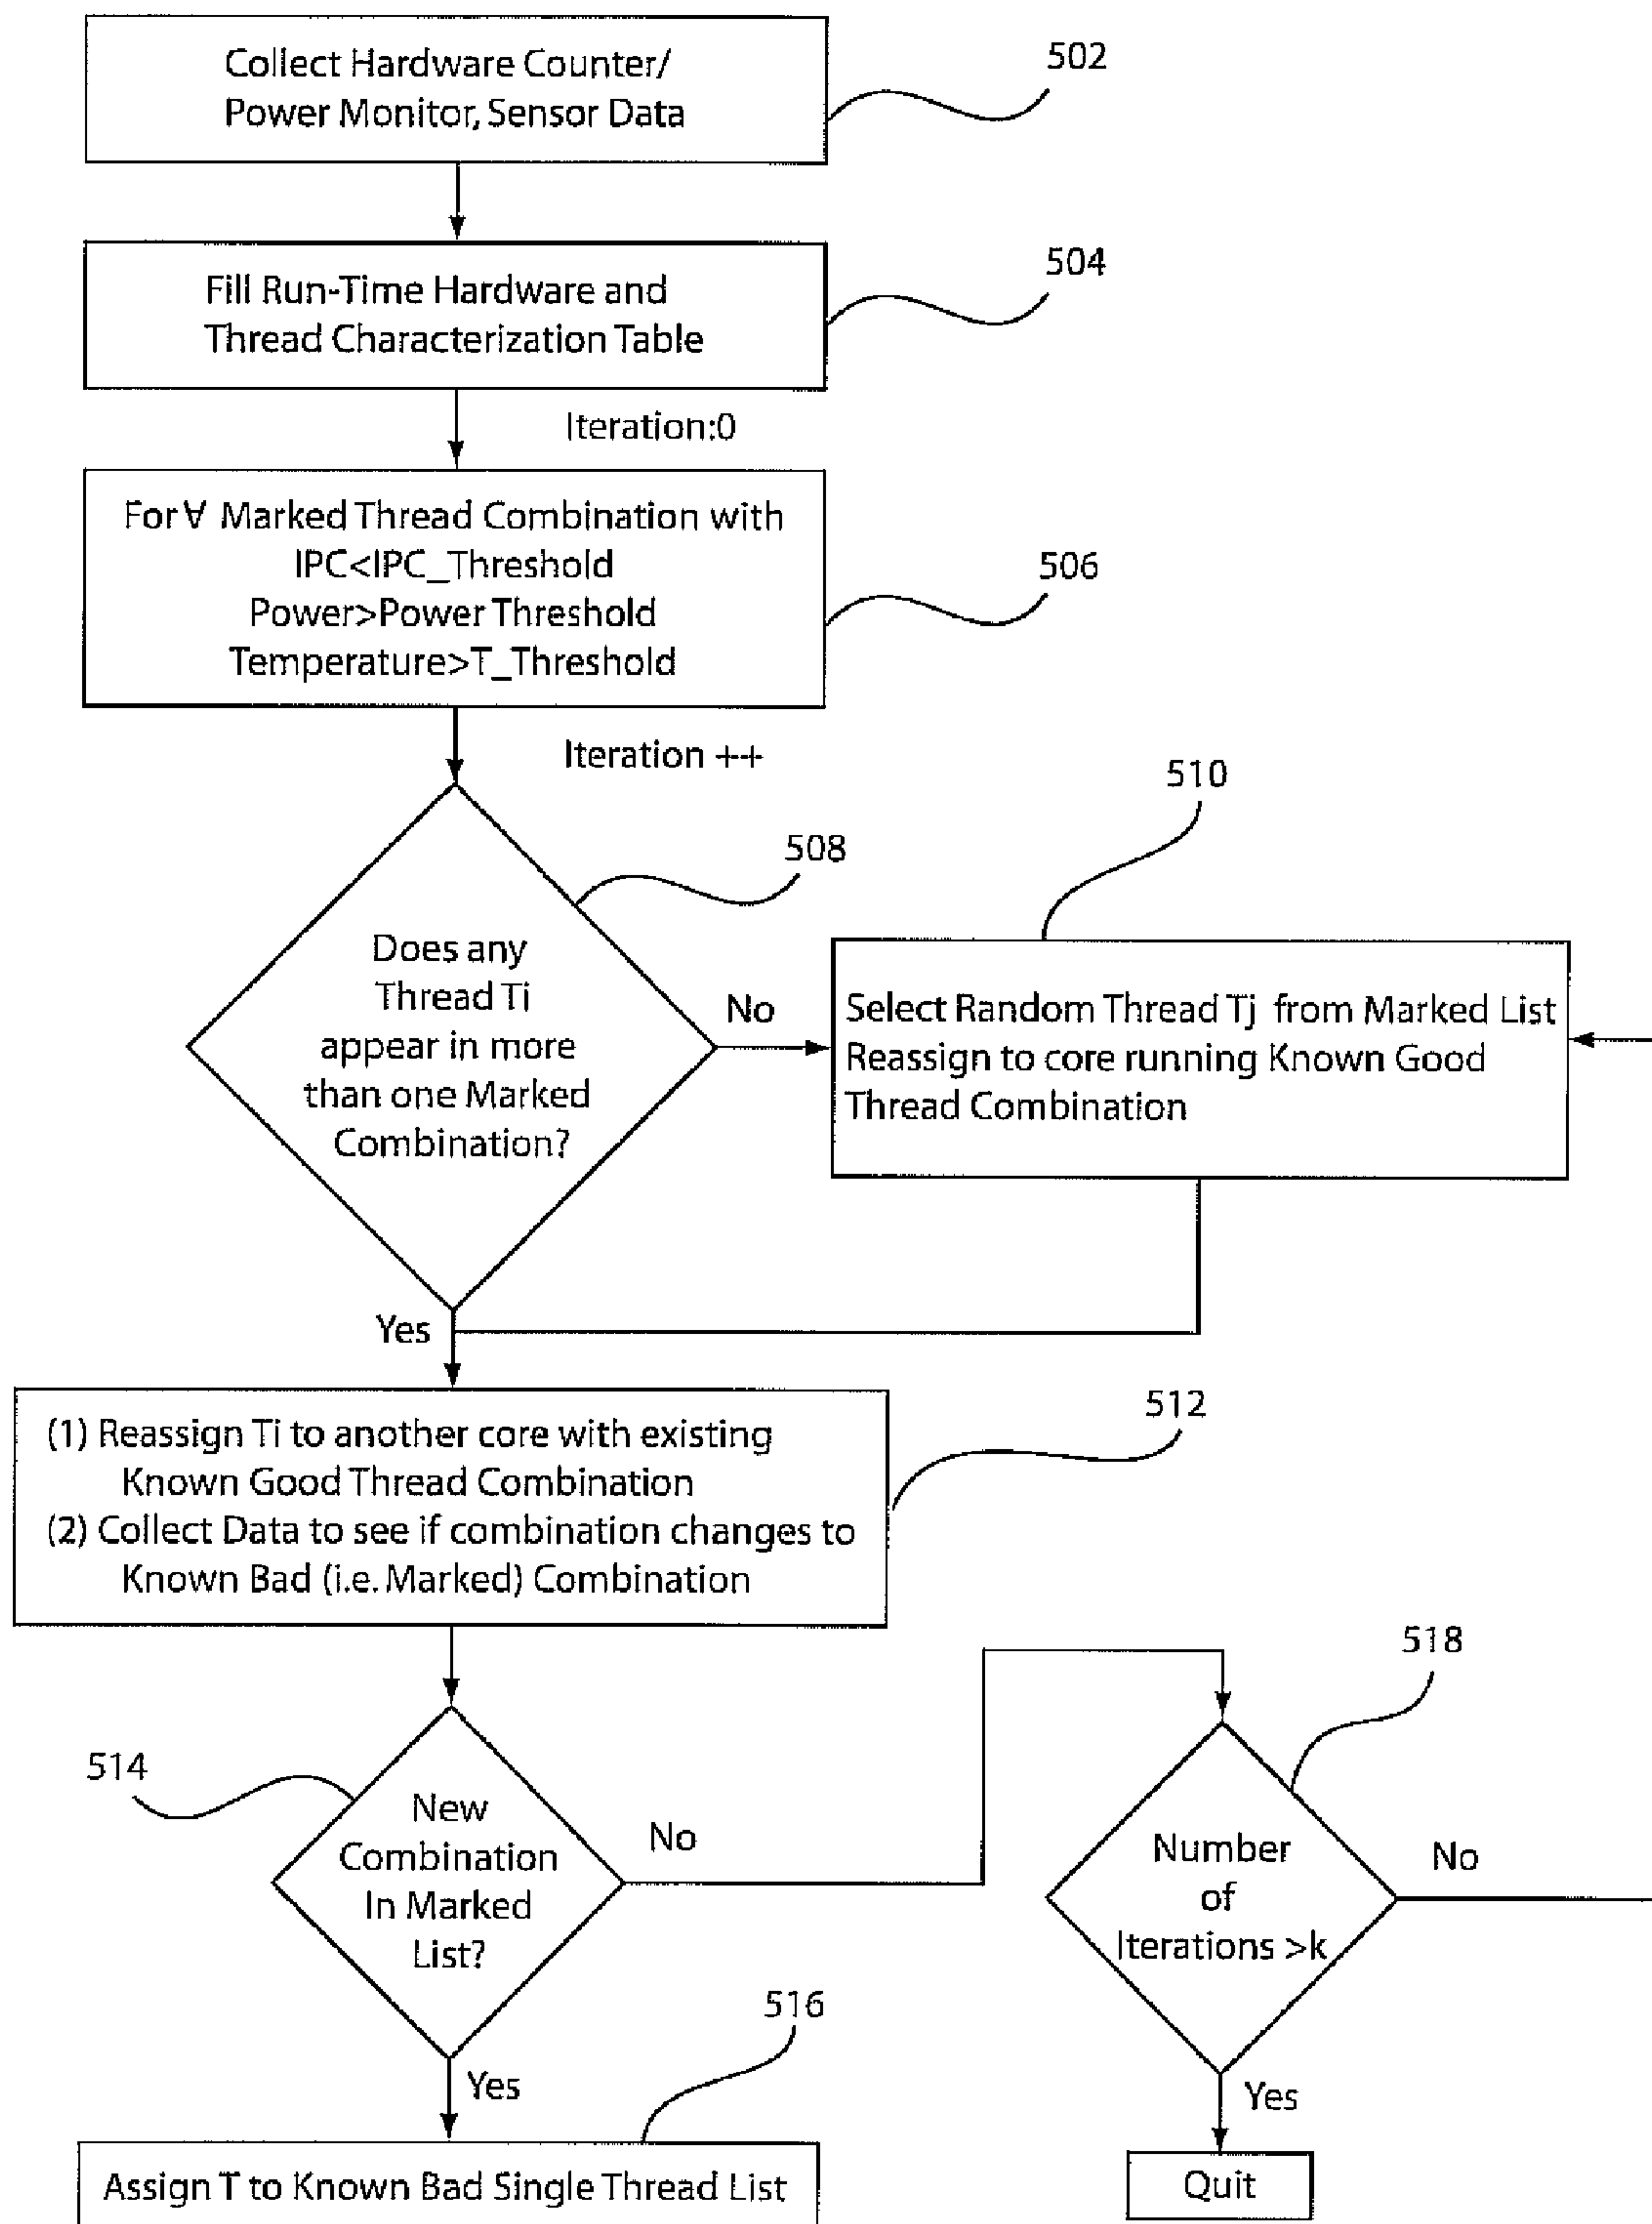 Collect Hardware Counter/
Power Monitor, Sensor Data
502
Fill Run-Time Hardware and
Thread Characterization Table
504
Iteration:0
For ∀ Marked Thread Combination with
IPC<IPC_Threshold
Power>Power Threshold
Temperature>T_Threshold
506
Iteration ++
508
Does any
Thread Ti
appear in more
than one Marked
Combination?
No
510
Select Random Thread Tj from Marked List
Reassign to core running Known Good
Thread Combination
Yes
(1) Reassign Ti to another core with existing
Known Good Thread Combination
(2) Collect Data to see if combination changes to
Known Bad (i.e. Marked) Combination
512
514
New
Combination
In Marked
List?
No
518
Number
of
Iterations >k
No
Yes
516
Assign T to Known Bad Single Thread List
Yes
Quit